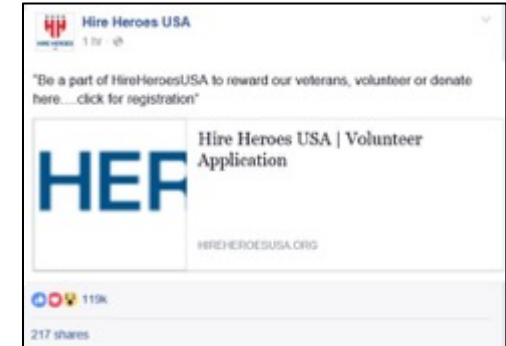 Hire Heroes USA
1 hr
"Be a part of HireHeroesUSA to reward our veterans, volunteer or donate
here....click for registration"
Hire Heroes USA | Volunteer
Application
HER
HIREHEROESUSA.ORG
119k
217 shares